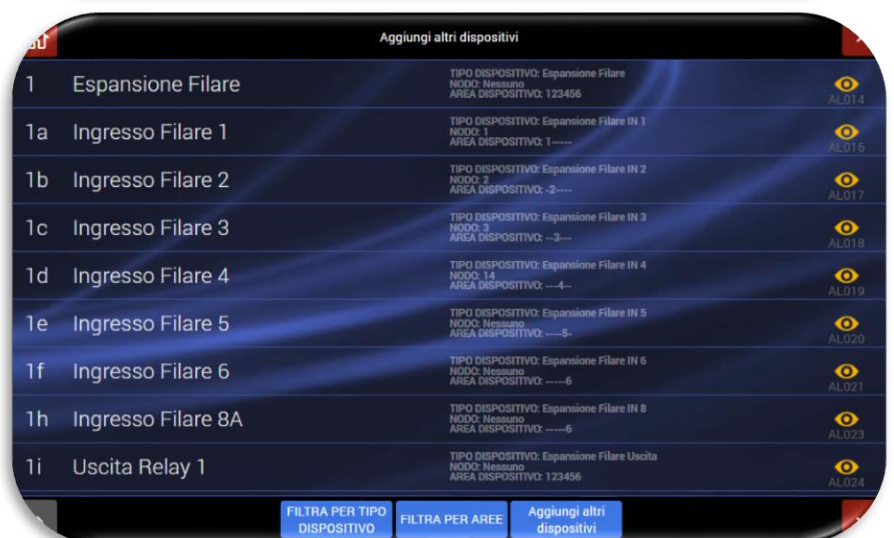 Aggiungi altri dispositivi
1 Espansione Filare
TIPO DISPOSITIVO: Espansione Filare
NODO: Nessuno
AREA DISPOSITIVO: 123456
AL014
1a Ingresso Filare 1
TIPO DISPOSITIVO: Espansione Filare IN 1
NODO: 1
AREA DISPOSITIVO: 1-----
AL016
1b Ingresso Filare 2
TIPO DISPOSITIVO: Espansione Filare IN 2
NODO: 2
AREA DISPOSITIVO: -2----
AL017
1c Ingresso Filare 3
TIPO DISPOSITIVO: Espansione Filare IN 3
NODO: 3
AREA DISPOSITIVO: --3---
AL018
1d Ingresso Filare 4
TIPO DISPOSITIVO: Espansione Filare IN 4
NODO: 14
AREA DISPOSITIVO: ---4--
AL019
1e Ingresso Filare 5
TIPO DISPOSITIVO: Espansione Filare IN 5
NODO: Nessuno
AREA DISPOSITIVO: ----5-
AL020
1f Ingresso Filare 6
TIPO DISPOSITIVO: Espansione Filare IN 6
NODO: Nessuno
AREA DISPOSITIVO: -----6
AL021
1h Ingresso Filare 8A
TIPO DISPOSITIVO: Espansione Filare IN 8
NODO: Nessuno
AREA DISPOSITIVO: -----6
AL023
1i Uscita Relay 1
TIPO DISPOSITIVO: Espansione Filare Uscita
NODO: Nessuno
AREA DISPOSITIVO: 123456
AL024
FILTRA PER TIPO
DISPOSITIVO
FILTRA PER AREE
Aggiungi altri
dispositivi